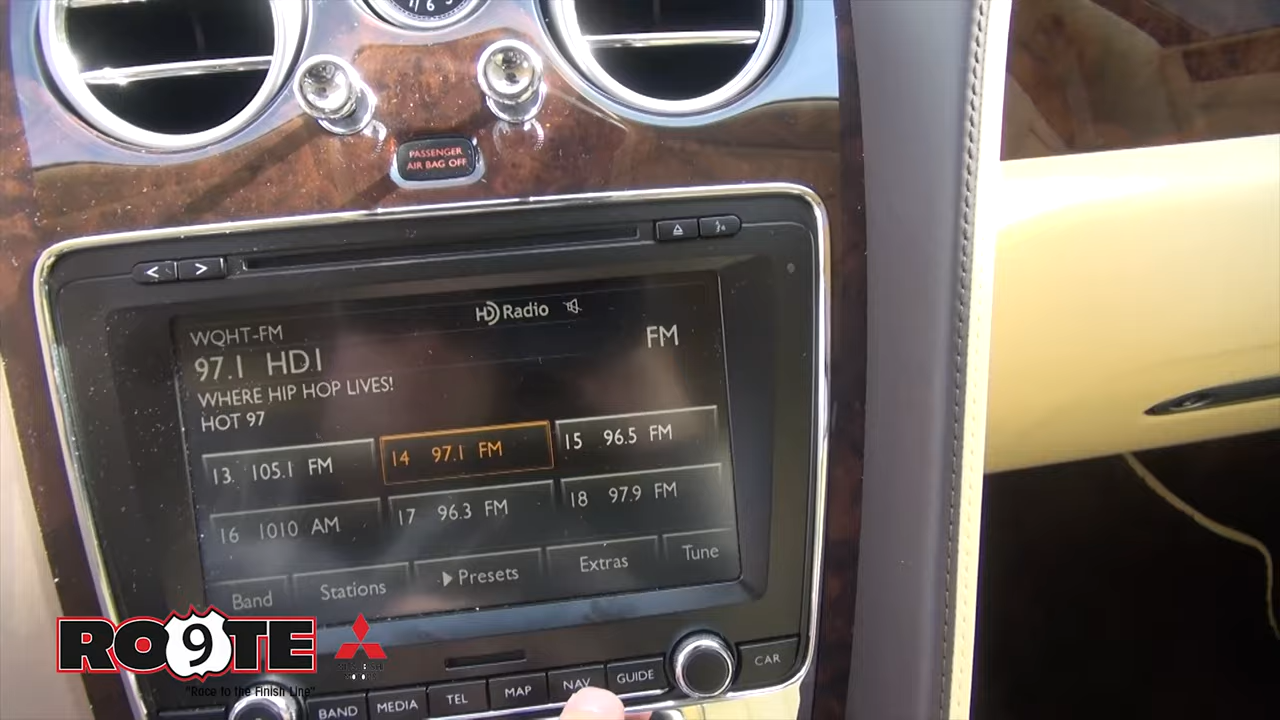 PASSENGER
AIR BAG OFF
< >
HD Radio
WQHT-FM
97.1 HD1
FM
WHERE HIP HOP LIVES!
HOT 97
13. 105.1 FM
14 97.1 FM
15 96.5 FM
16 1010 AM
17 96.3 FM
18 97.9 FM
Band
Stations
Presets
Extras
Tune
BAND
MEDIA
TEL
MAP
NAV
GUIDE
CAR
RO9TE
"Race to the Finish Line"